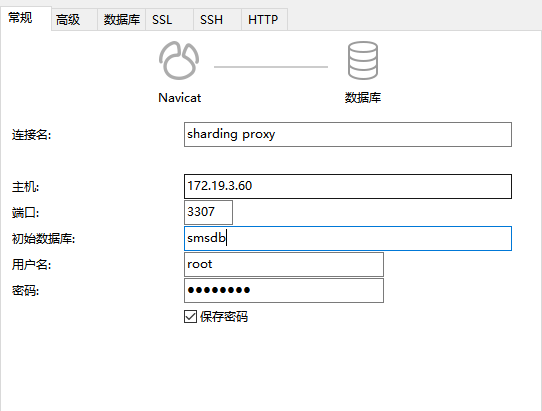 常规 高级 数据库 SSL SSH HTTP
Navicat 数据库
连接名: sharding proxy
主机: 172.19.3.60
端口: 3307
初始数据库: smsdb
用户名: root
密码: ●●●●●●●●
保存密码